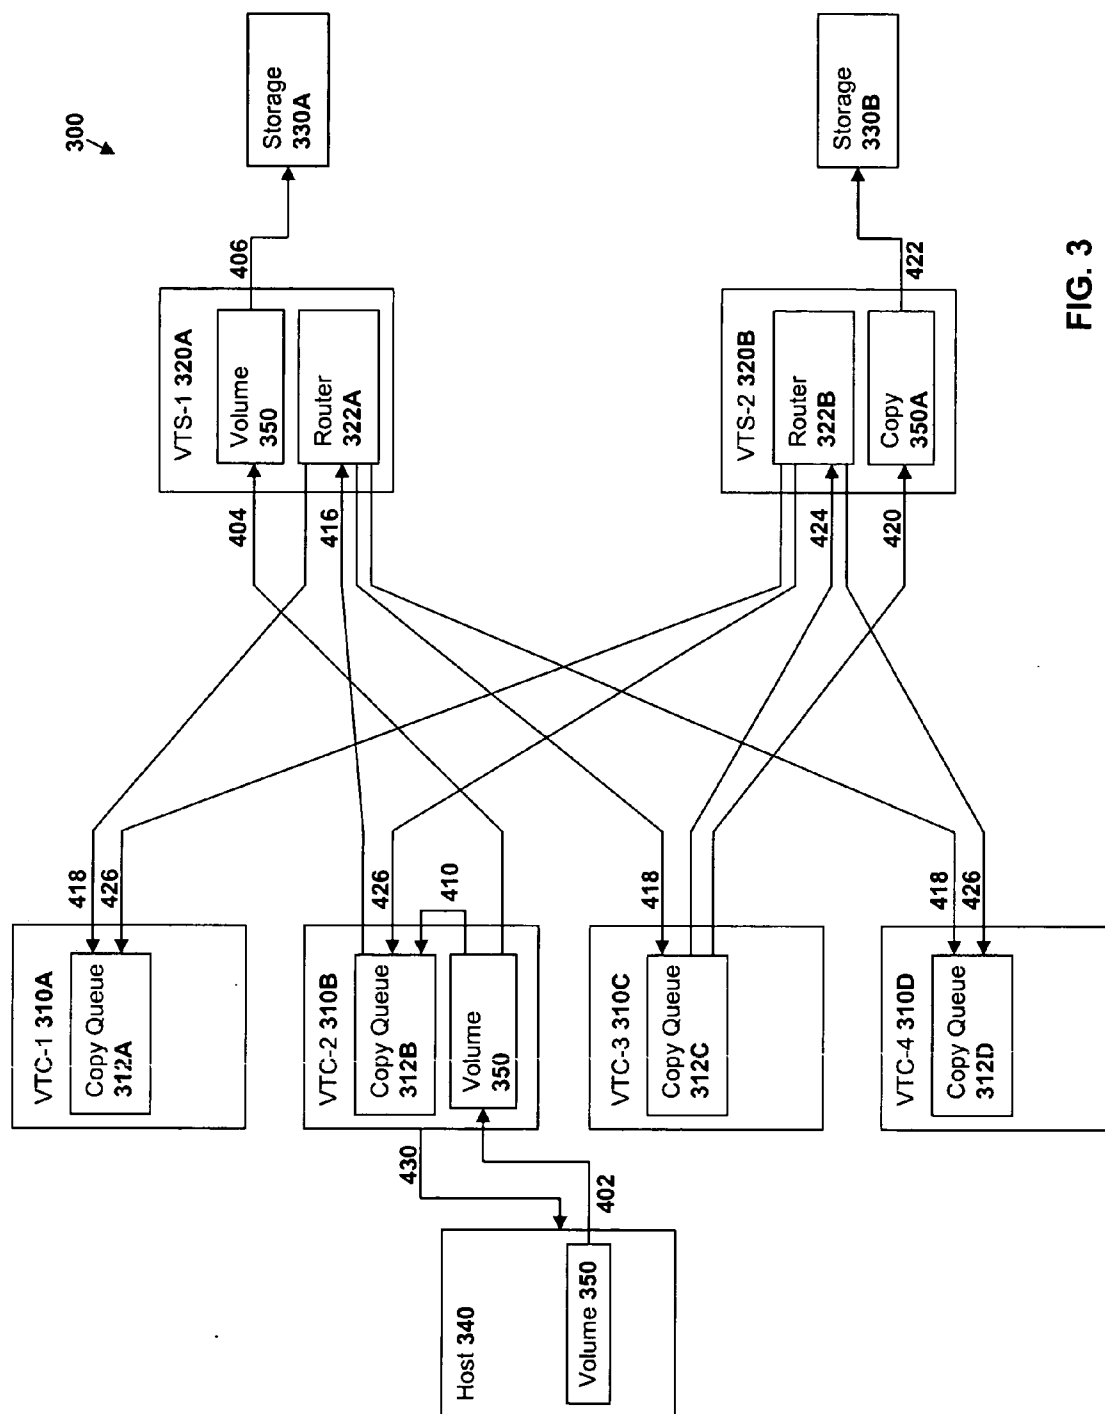 300
Host 340
Volume 350
430
402
VTC-1 310A
Copy Queue
312A
418
426
VTC-2 310B
Copy Queue
312B
Volume
350
426
410
VTC-3 310C
Copy Queue
312C
418
VTC-4 310D
Copy Queue
312D
418
426
404
416
VTS-1 320A
Volume
350
Router
322A
406
Storage
330A
424
420
VTS-2 320B
Router
322B
Copy
350A
422
Storage
330B
FIG. 3